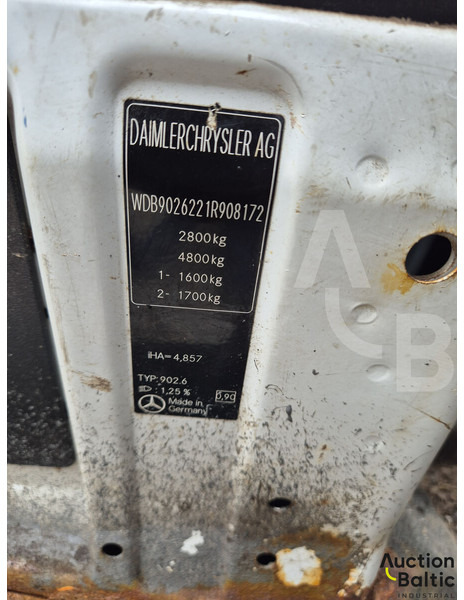 DAIMLERCHRYSLER AG
WDB9026221R908172
2800kg
4800kg
1- 1600kg
2- 1700kg
iHA=4,857
TYP:902.6
: 1,25 %
0,90
Made in
Germany
A
B
Auction
Baltic
INDUSTRIAL